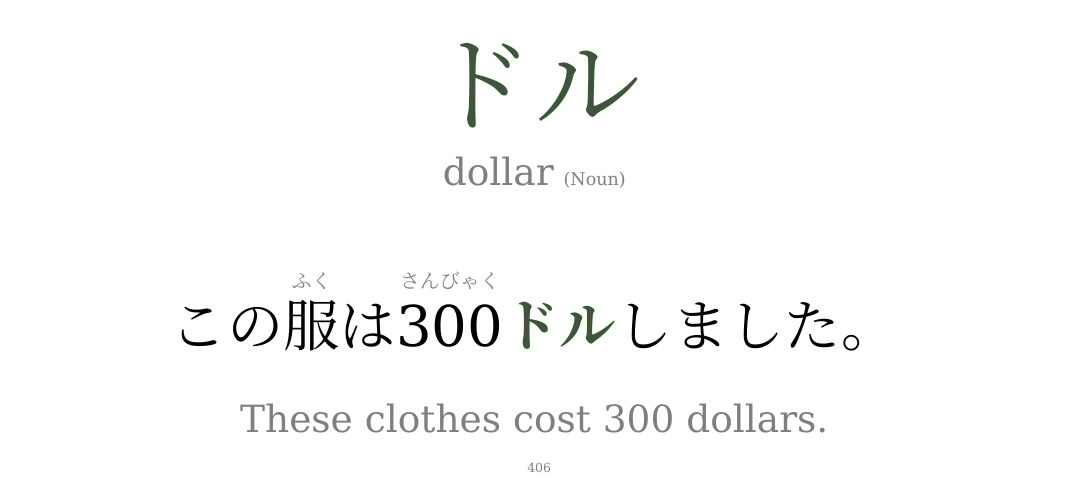 ドル
dollar (Noun)
ふく さんびゃく
この服は300ドルしました。
These clothes cost 300 dollars.
406